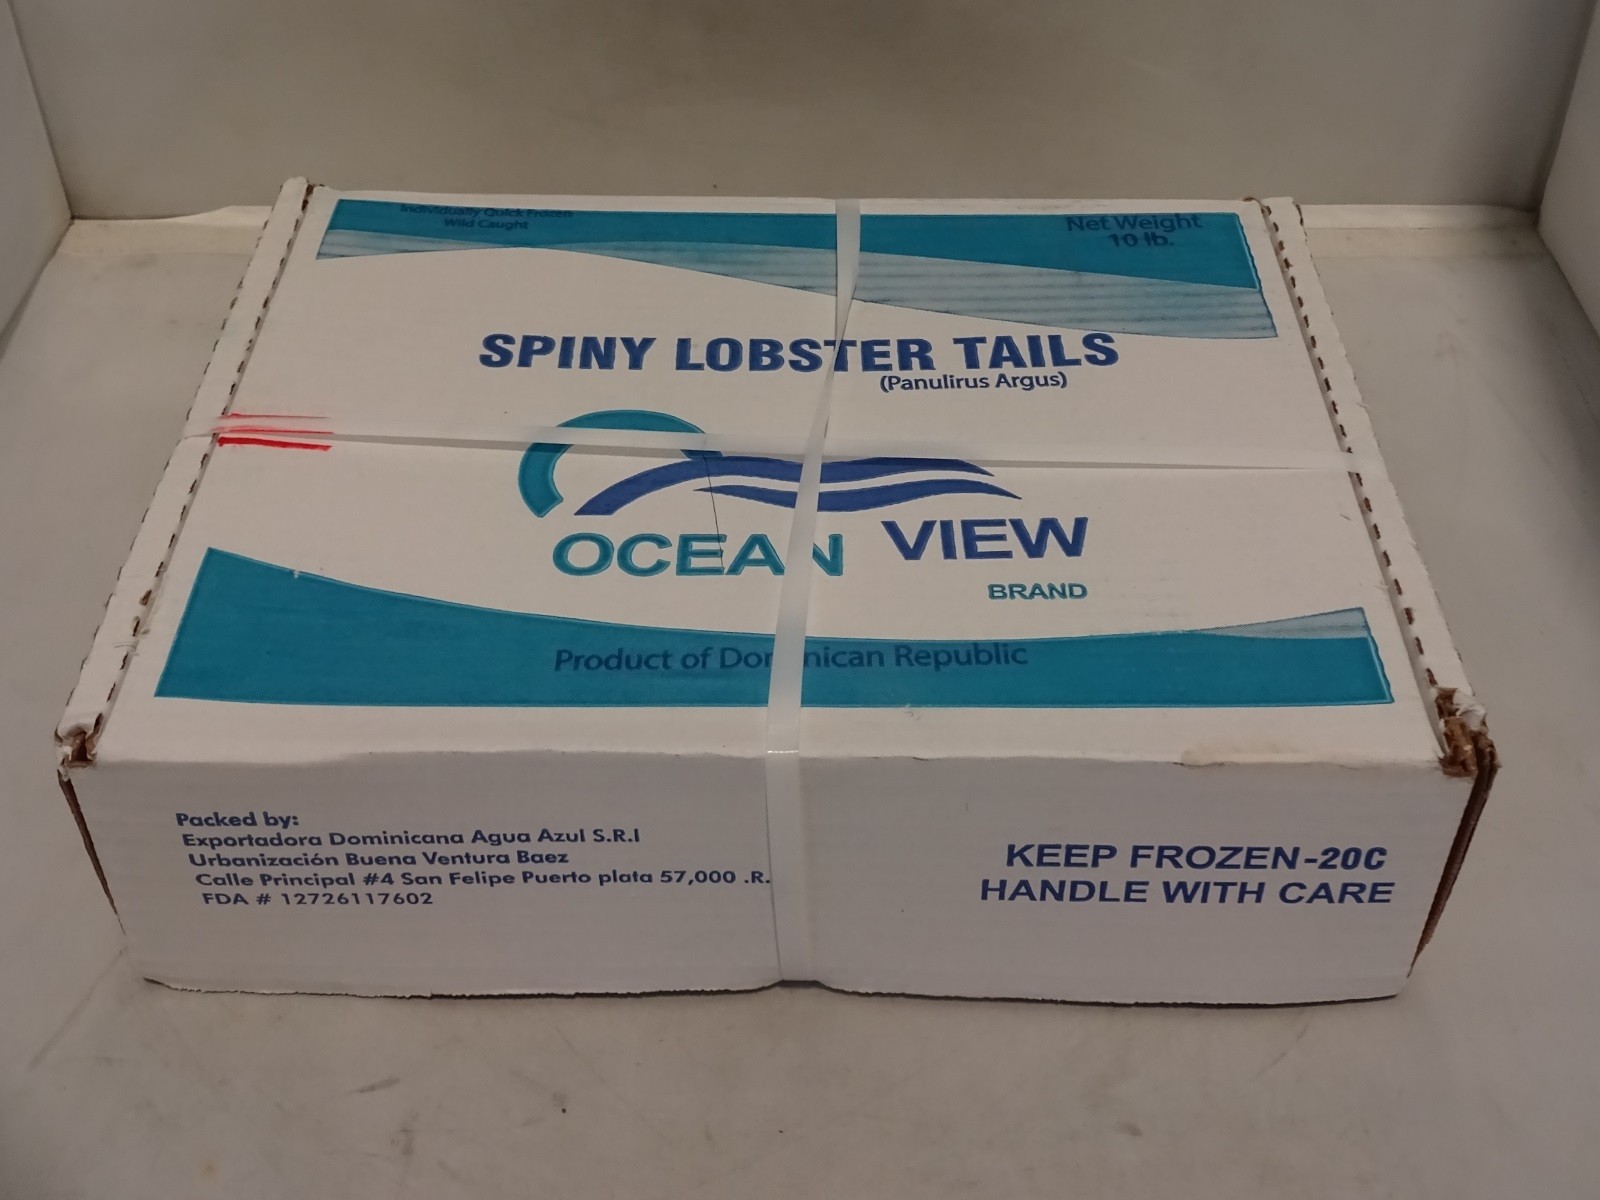 Individually Quick Frozen
Wild Caught
Net Weight
10 lb.
SPINY LOBSTER TAILS
(Panulirus Argus)
OCEAN VIEW
BRAND
Product of Dominican Republic
Packed by:
Exportadora Dominicana Agua Azul S.R.l
Urbanización Buena Ventura Baez
Calle Principal #4 San Felipe Puerto plata 57,000 .R.
FDA # 12726117602
KEEP FROZEN-20C
HANDLE WITH CARE